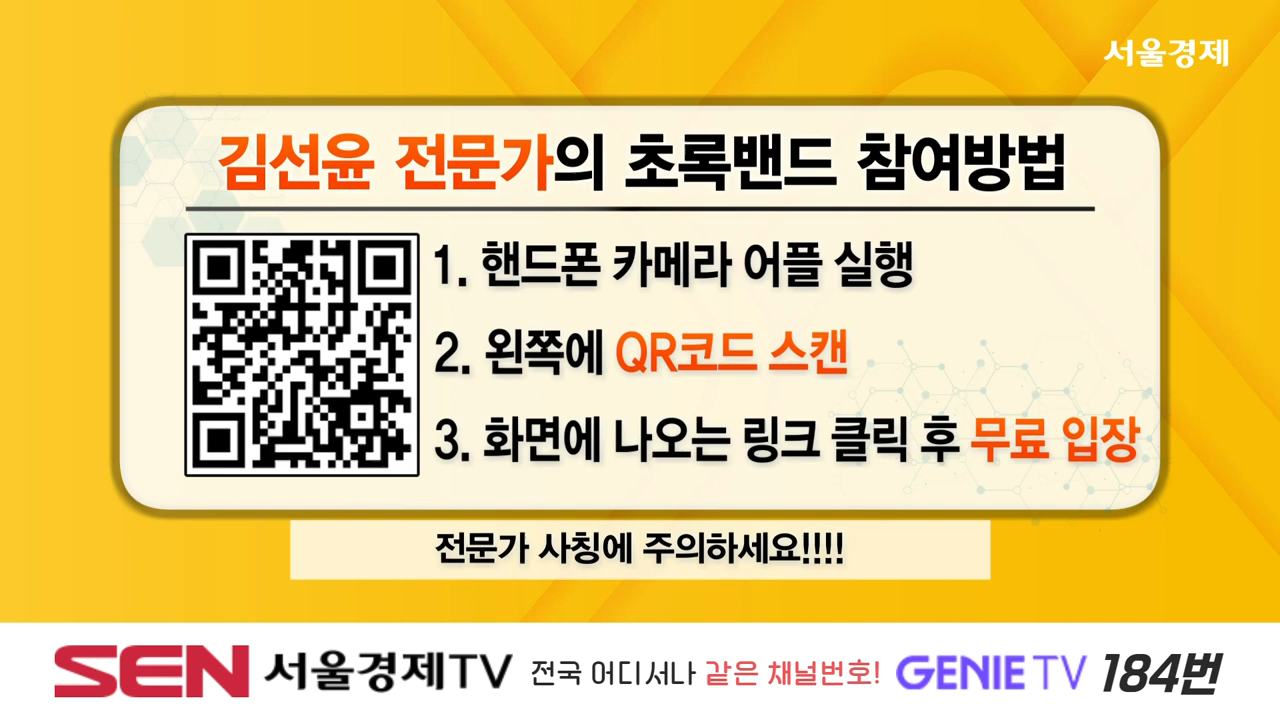 서울경제
김선윤 전문가의 초록밴드 참여방법
1. 핸드폰 카메라 어플 실행
2. 왼쪽에 QR코드 스캔
3. 화면에 나오는 링크 클릭 후 무료 입장
전문가 사칭에 주의하세요!!!!
SEN 서울경제TV 전국 어디서나 같은 채널번호! GENIE TV 184번